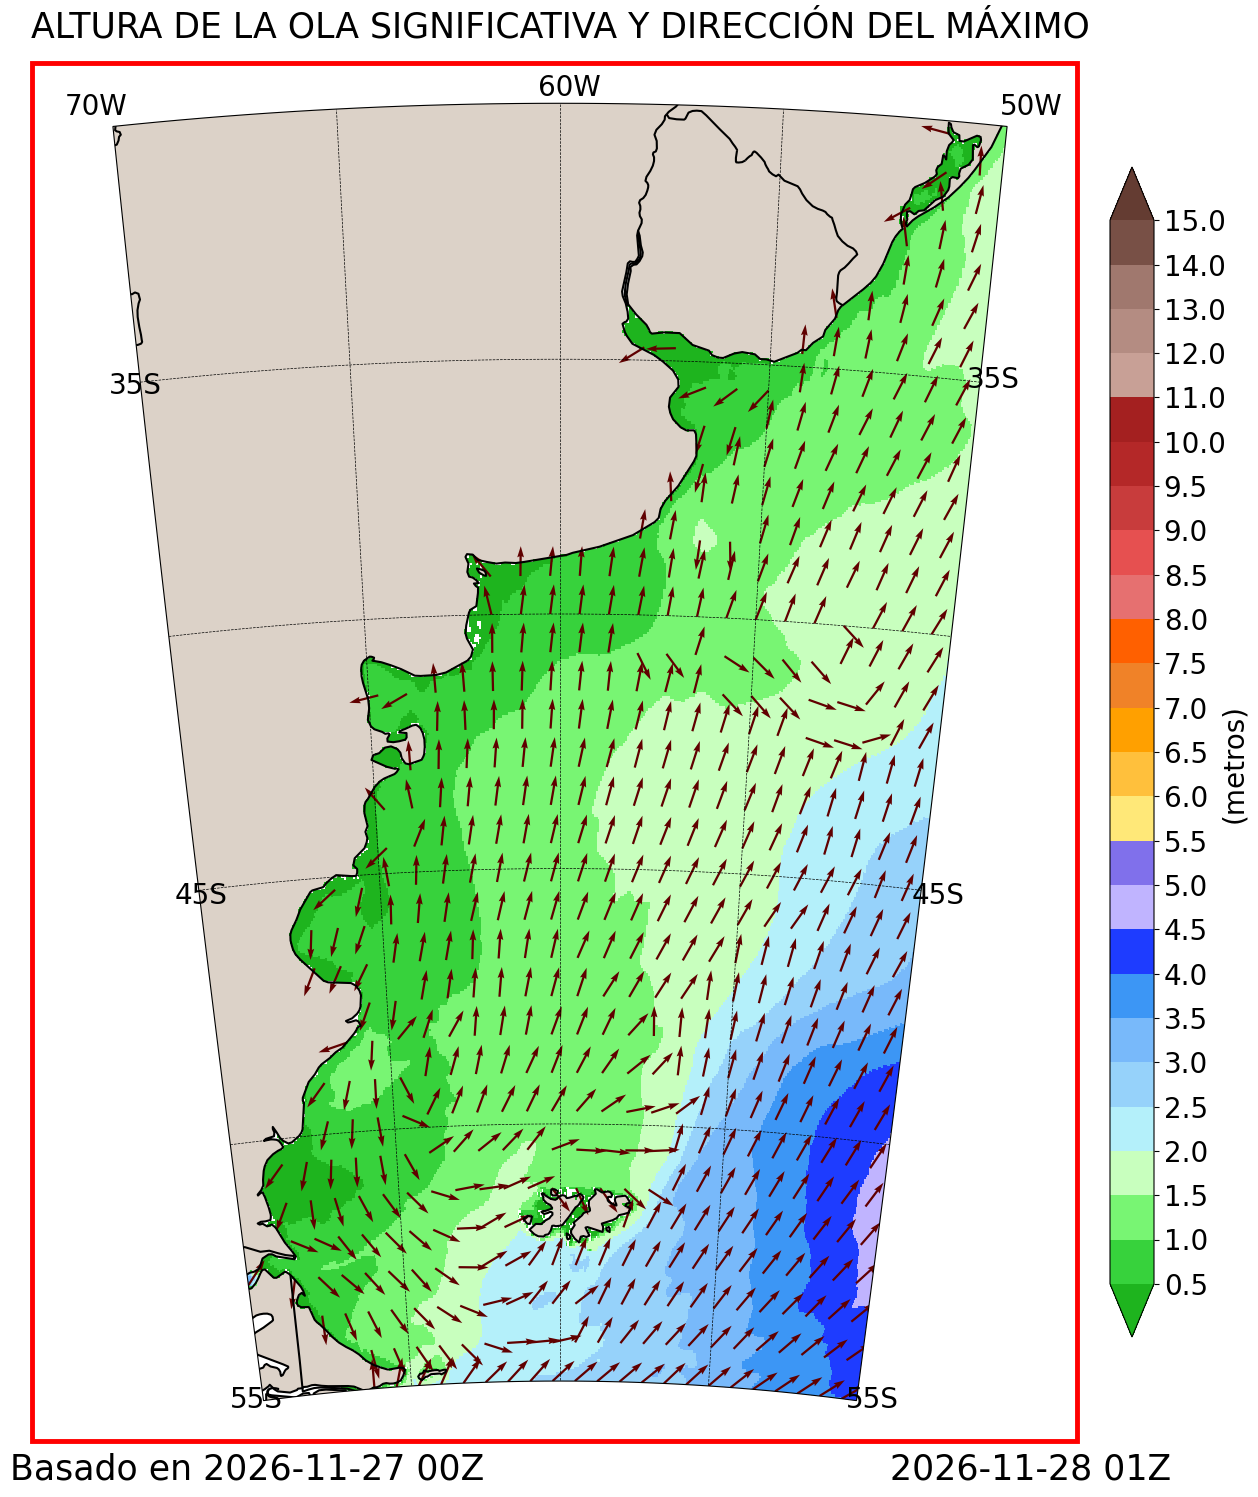 ALTURA DE LA OLA SIGNIFICATIVA Y DIRECCIÓN DEL MÁXIMO
70W
60W
50W
35S
35S
45S
45S
55S
55S
15.0
14.0
13.0
12.0
11.0
10.0
9.5
9.0
8.5
8.0
7.5
7.0
6.5
6.0
5.5
5.0
4.5
4.0
3.5
3.0
2.5
2.0
1.5
1.0
0.5
(metros)
Basado en 2026-11-27 00Z
2026-11-28 01Z